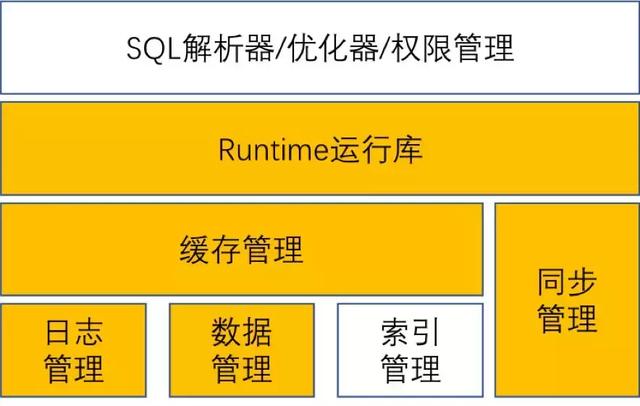 SQL解析器/优化器/权限管理
Runtime运行库
缓存管理
同步
管理
日志
管理
数据
管理
索引
管理